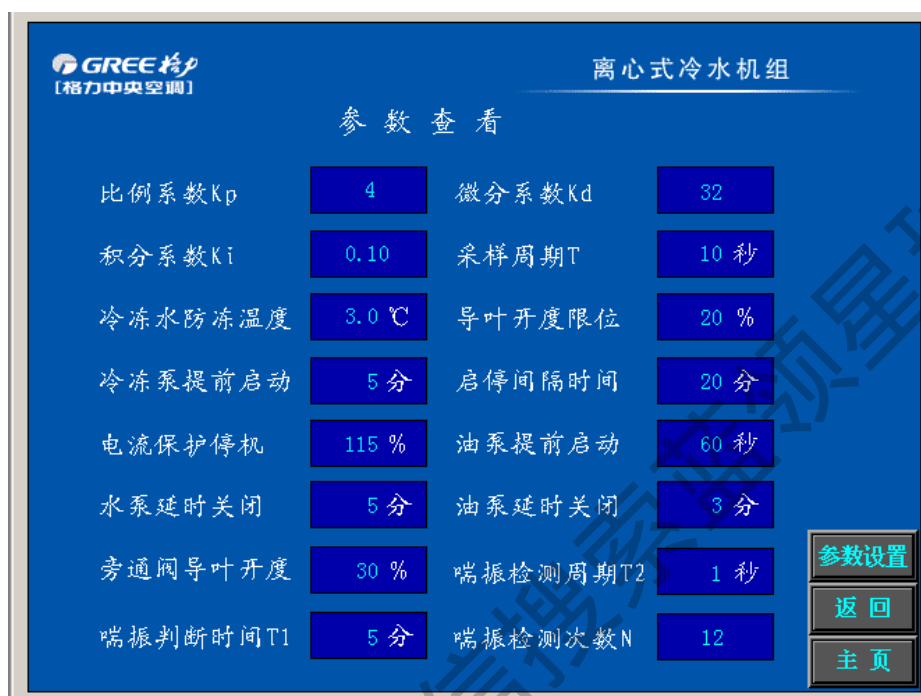 GREE格力
[格力中央空调]
离心式冷水机组
参数查看
比例系数Kp 4 微分系数Kd 32
积分系数Ki 0.10 采样周期T 10 秒
冷冻水防冻温度 3.0 ℃ 导叶开度限位 20 %
冷冻泵提前启动 5 分 启停间隔时间 20 分
电流保护停机 115 % 油泵提前启动 60 秒
水泵延时关闭 5 分 油泵延时关闭 3 分
旁通阀导叶开度 30 % 喘振检测周期T2 1 秒
喘振判断时间T1 5 分 喘振检测次数N 12
参数设置
返回
主页
信搜索蓝领星